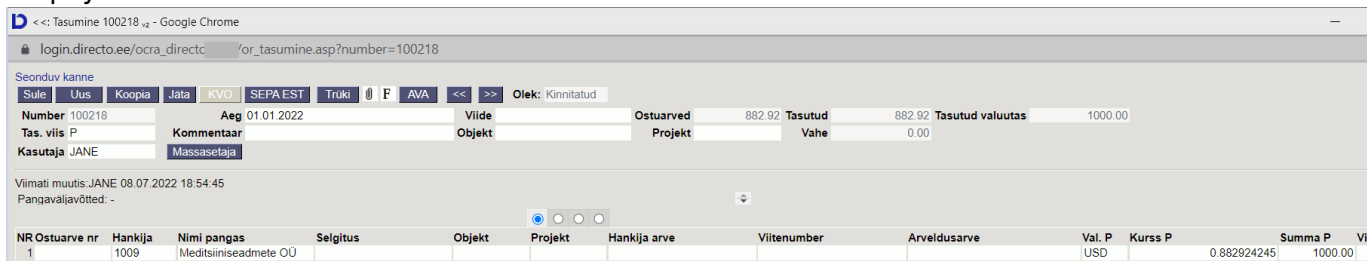 <<: Tasumine 100218 v2 - Google Chrome
login.directo.ee/ocra_directc /or_tasumine.asp?number=100218
Seonduv kanne
Sule Uus Koopia Jäta KVO SEPA EST Trüki F AVA << >> Olek: Kinnitatud
Number 100218 Aeg 01.01.2022 Viide Ostuarved 882.92 Tasutud 882.92 Tasutud valuutas 1000.00
Tas. viis P Kommentaar Objekt Projekt Vahe 0.00
Kasutaja JANE Massasetaja
Viimati muutis:JANE 08.07.2022 18:54:45
Pangaväljavõtted: -
NR Ostuarve nr Hankija Nimi pangas Selgitus Objekt Projekt Hankija arve Viitenumber Arveldusarve Val. P Kurss P Summa P
1 1009 Meditsiiniseadmete OÜ USD 0.882924245 1000.00